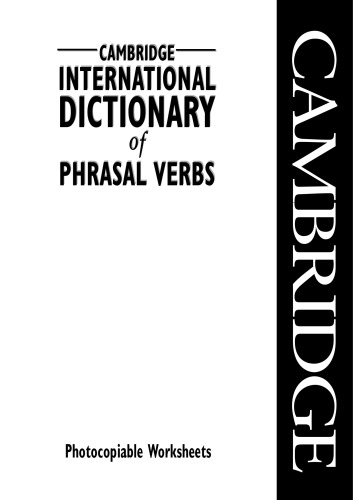 CAMBRIDGE
INTERNATIONAL
DICTIONARY
of
PHRASAL VERBS
Photocopiable Worksheets
CAMBRIDGE